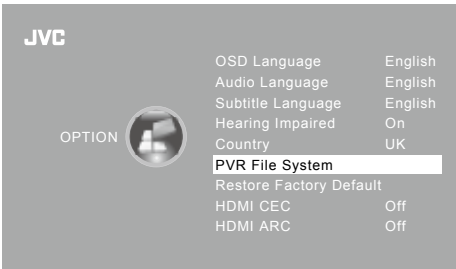 JVC
OPTION
OSD Language English
Audio Language English
Subtitle Language English
Hearing Impaired On
Country UK
PVR File System
Restore Factory Default
HDMI CEC Off
HDMI ARC Off